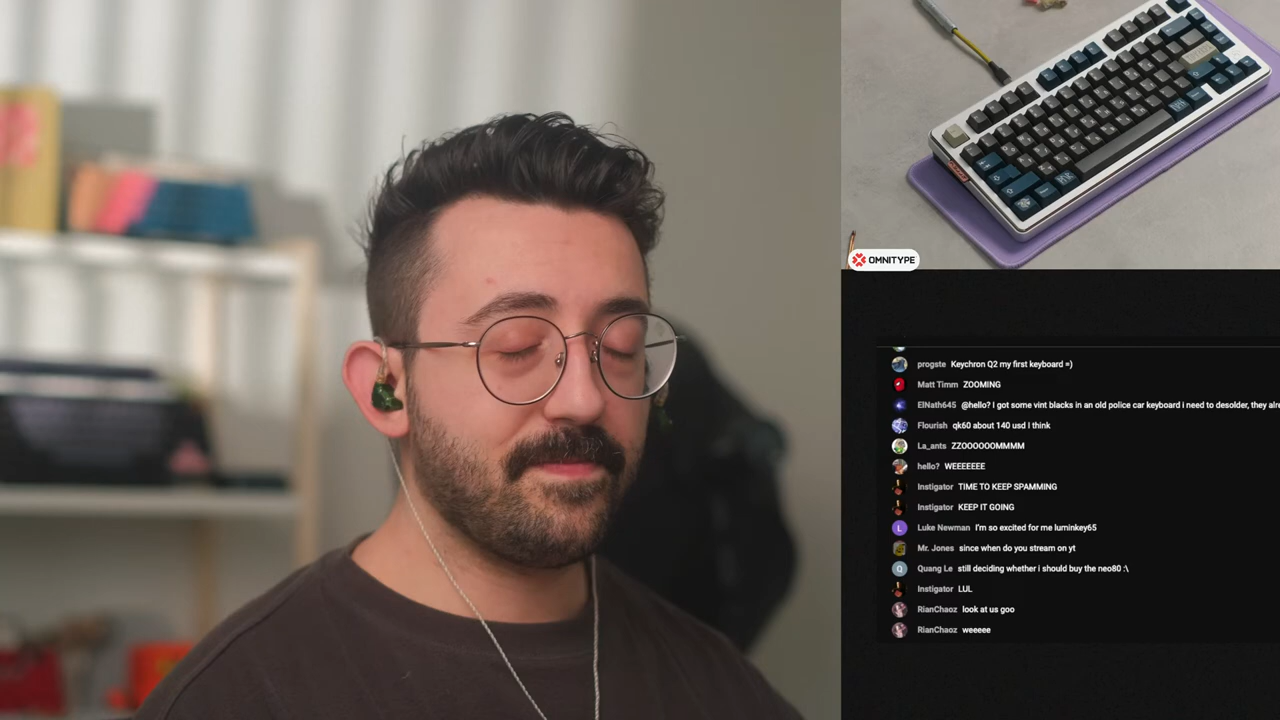 OMNITYPE
progste Keychron Q2 my first keyboard =)
Matt Timm ZOOMING
ElNath645 @hello? I got some vint blacks in an old police car keyboard i need to desolder, they alre
Flourish qk60 about 140 usd I think
La_ants ZZOOOOOOMMMM
hello? WEEEEEEE
Instigator TIME TO KEEP SPAMMING
Instigator KEEP IT GOING
L Luke Newman I'm so excited for me luminkey65
Mr. Jones since when do you stream on yt
Q Quang Le still deciding whether i should buy the neo80 :\
Instigator LUL
RianChaoz look at us goo
RianChaoz weeeee